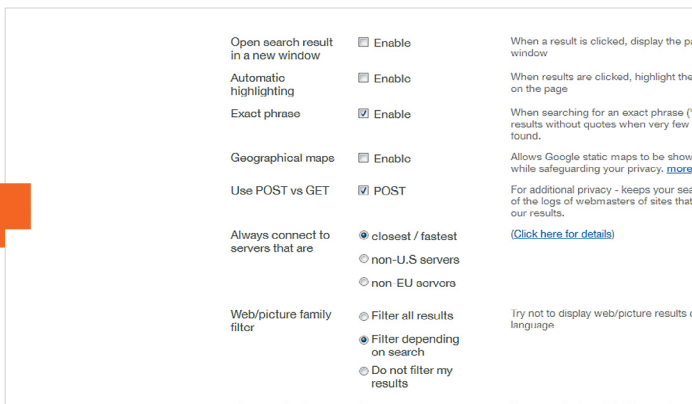 Open search result
in a new window
Enable
When a result is clicked, display the
window
Automatic
highlighting
Enable
When results are clicked, highlight the
on the page
Exact phrase
Enable
When searching for an exact phrase ("
results without quotes when very few
found.
Geographical maps
Enable
Allows Google static maps to be
while safeguarding your privacy. more
Use POST vs GET
POST
For additional privacy - keeps your
of the logs of webmasters of sites that
our results.
Always connect to
servers that are
closest / fastest
(Click here for details)
non-U.S servers
non-EU servers
Web/picture family
filter
Filter all results
Try not to display web/picture results
language
Filter depending
on search
Do not filter my
results